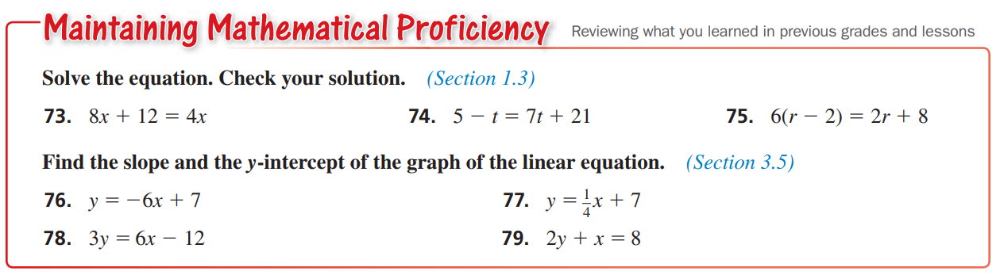 Maintaining Mathematical Proficiency Reviewing what you learned in previous grades and lessons
Solve the equation. Check your solution. (Section 1.3)
73. 8x + 12 = 4x 74. 5 − t = 7t + 21 75. 6(r − 2) = 2r + 8
Find the slope and the y-intercept of the graph of the linear equation. (Section 3.5)
76. y = −6x + 7 77. y = 1/4 x + 7
78. 3y = 6x − 12 79. 2y + x = 8